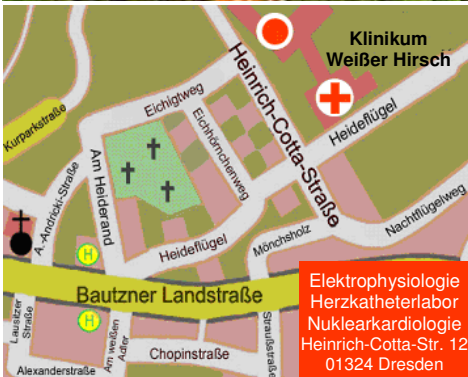 Klinikum
Weißer Hirsch
Heinrich-Cotta-Straße
Eichigtweg
Kurparkstraße
Eichhörnchenweg
Heideflügel
Am Heiderand
A.-Andricki-Straße
Nachtflügelweg
Mönchsholz
Heideflügel
H
Bautzner Landstraße
H
Lausitzer
Straße
Am weißen
Adler
Straußstraße
Chopinstraße
Alexanderstraße
Elektrophysiologie
Herzkatheterlabor
Nuklearkardiologie
Heinrich-Cotta-Str. 12
01324 Dresden